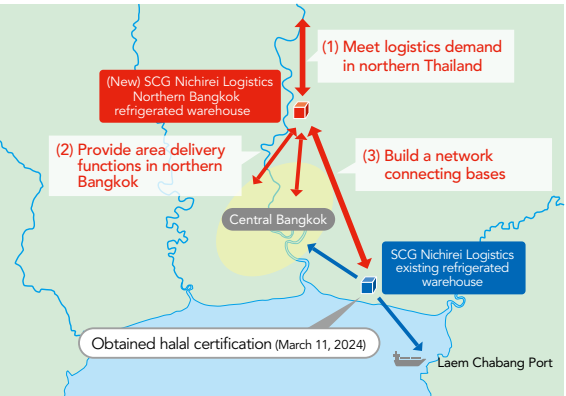 (1) Meet logistics demand
in northern Thailand
(New) SCG Nichirei Logistics
Northern Bangkok
refrigerated warehouse
(2) Provide area delivery
functions in northern
Bangkok
(3) Build a network
connecting bases
Central Bangkok
SCG Nichirei Logistics
existing refrigerated
warehouse
Obtained halal certification (March 11, 2024)
Laem Chabang Port